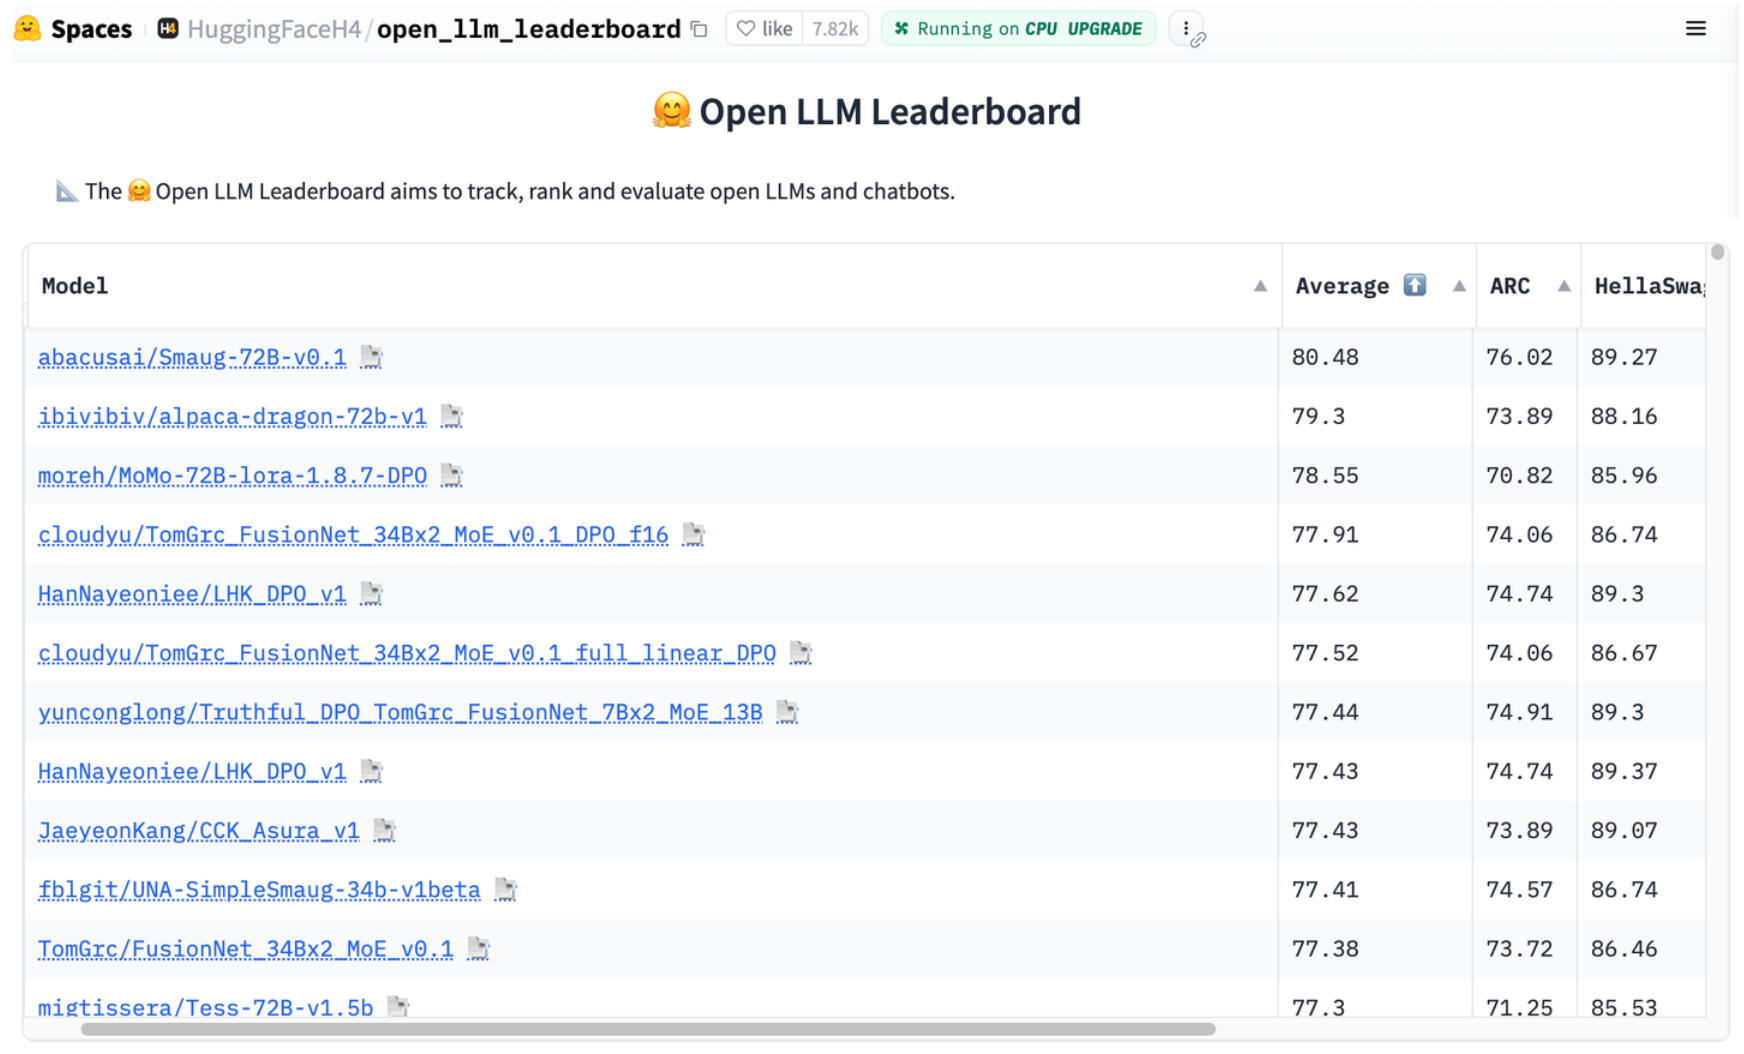 Spaces HuggingFaceH4/open_llm_leaderboard like 7.82k Running on CPU UPGRADE
Open LLM Leaderboard
The Open LLM Leaderboard aims to track, rank and evaluate open LLMs and chatbots.
Model Average ARC HellaSwag
abacusai/Smaug-72B-v0.1 80.48 76.02 89.27
ibivibiv/alpaca-dragon-72b-v1 79.3 73.89 88.16
moreh/MoMo-72B-lora-1.8.7-DPO 78.55 70.82 85.96
cloudyu/TomGrc_FusionNet_34Bx2_MoE_v0.1_DPO_f16 77.91 74.06 86.74
HanNayeoniee/LHK_DPO_v1 77.62 74.74 89.3
cloudyu/TomGrc_FusionNet_34Bx2_MoE_v0.1_full_linear_DPO 77.52 74.06 86.67
yunconglong/Truthful_DPO_TomGrc_FusionNet_7Bx2_MoE_13B 77.44 74.91 89.3
HanNayeoniee/LHK_DPO_v1 77.43 74.74 89.37
JaeyeonKang/CCK_Asura_v1 77.43 73.89 89.07
fblgit/UNA-SimpleSmaug-34b-v1beta 77.41 74.57 86.74
TomGrc/FusionNet_34Bx2_MoE_v0.1 77.38 73.72 86.46
migtissera/Tess-72B-v1.5b 77.3 71.25 85.53